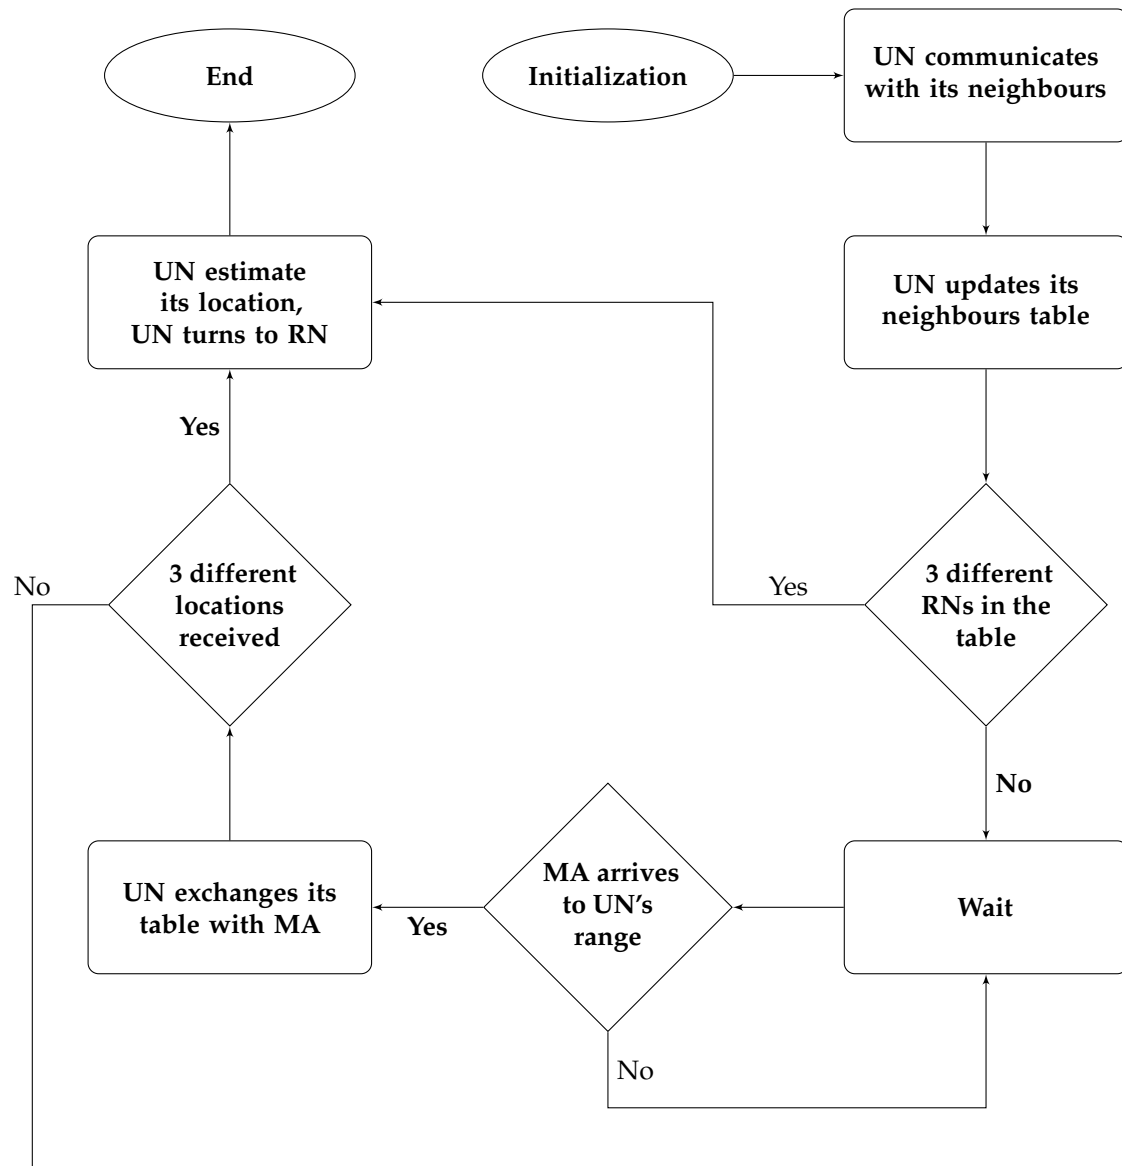 End
Initialization
UN communicates
with its neighbours
UN estimate
its location,
UN turns to RN
UN updates its
neighbours table
Yes
3 different
locations
received
No
Yes
3 different
RNs in the
table
No
UN exchanges its
table with MA
Yes
MA arrives
to UN's
range
Wait
No